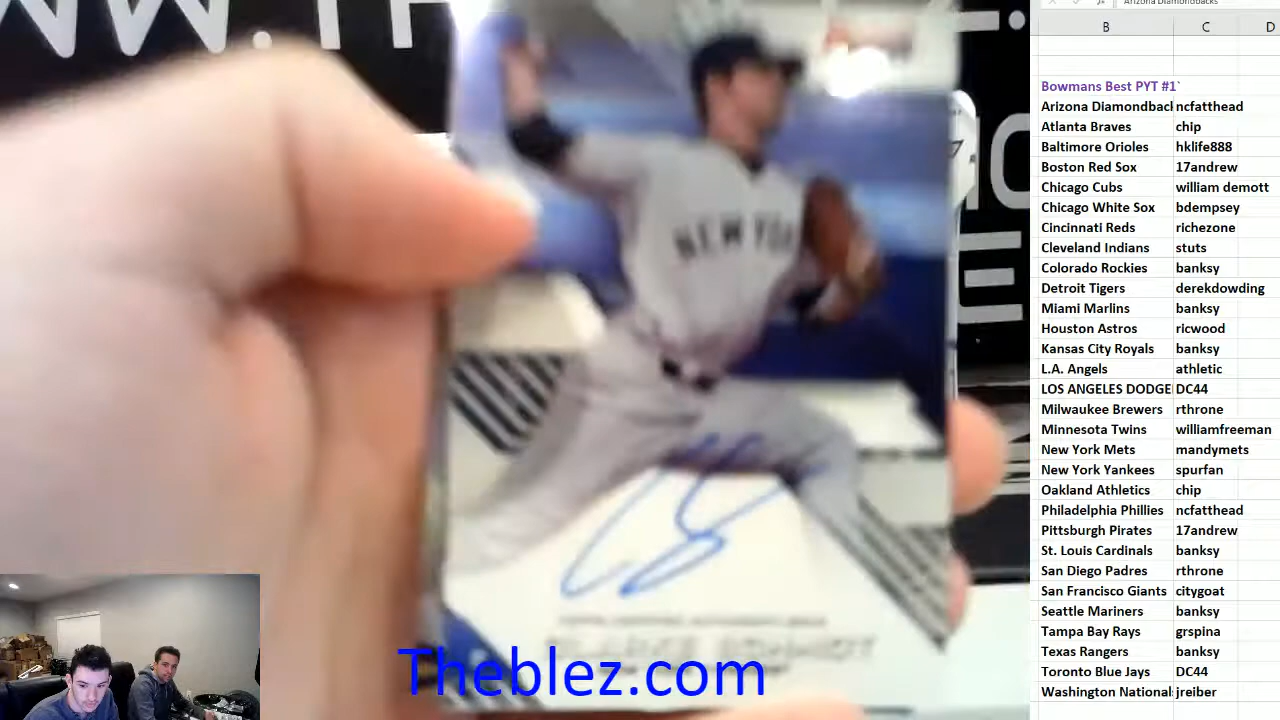 Arizona Diamondbacks
B C D
Bowmans Best PYT #1`
Arizona Diamondback ncfatthead
Atlanta Braves chip
Baltimore Orioles hklife888
Boston Red Sox 17andrew
Chicago Cubs william demott
Chicago White Sox bdempsey
Cincinnati Reds richezone
Cleveland Indians stuts
Colorado Rockies banksy
Detroit Tigers derekdowding
Miami Marlins banksy
Houston Astros ricwood
Kansas City Royals banksy
L.A. Angels athletic
LOS ANGELES DODGE DC44
Milwaukee Brewers rthrone
Minnesota Twins williamfreeman
New York Mets mandymets
New York Yankees spurfan
Oakland Athletics chip
Philadelphia Phillies ncfatthead
Pittsburgh Pirates 17andrew
St. Louis Cardinals banksy
San Diego Padres rthrone
San Francisco Giants citygoat
Seattle Mariners banksy
Tampa Bay Rays grspina
Texas Rangers banksy
Toronto Blue Jays DC44
Washington Nationals jreiber
NEW YO
SCHMIDT
Theblez.com